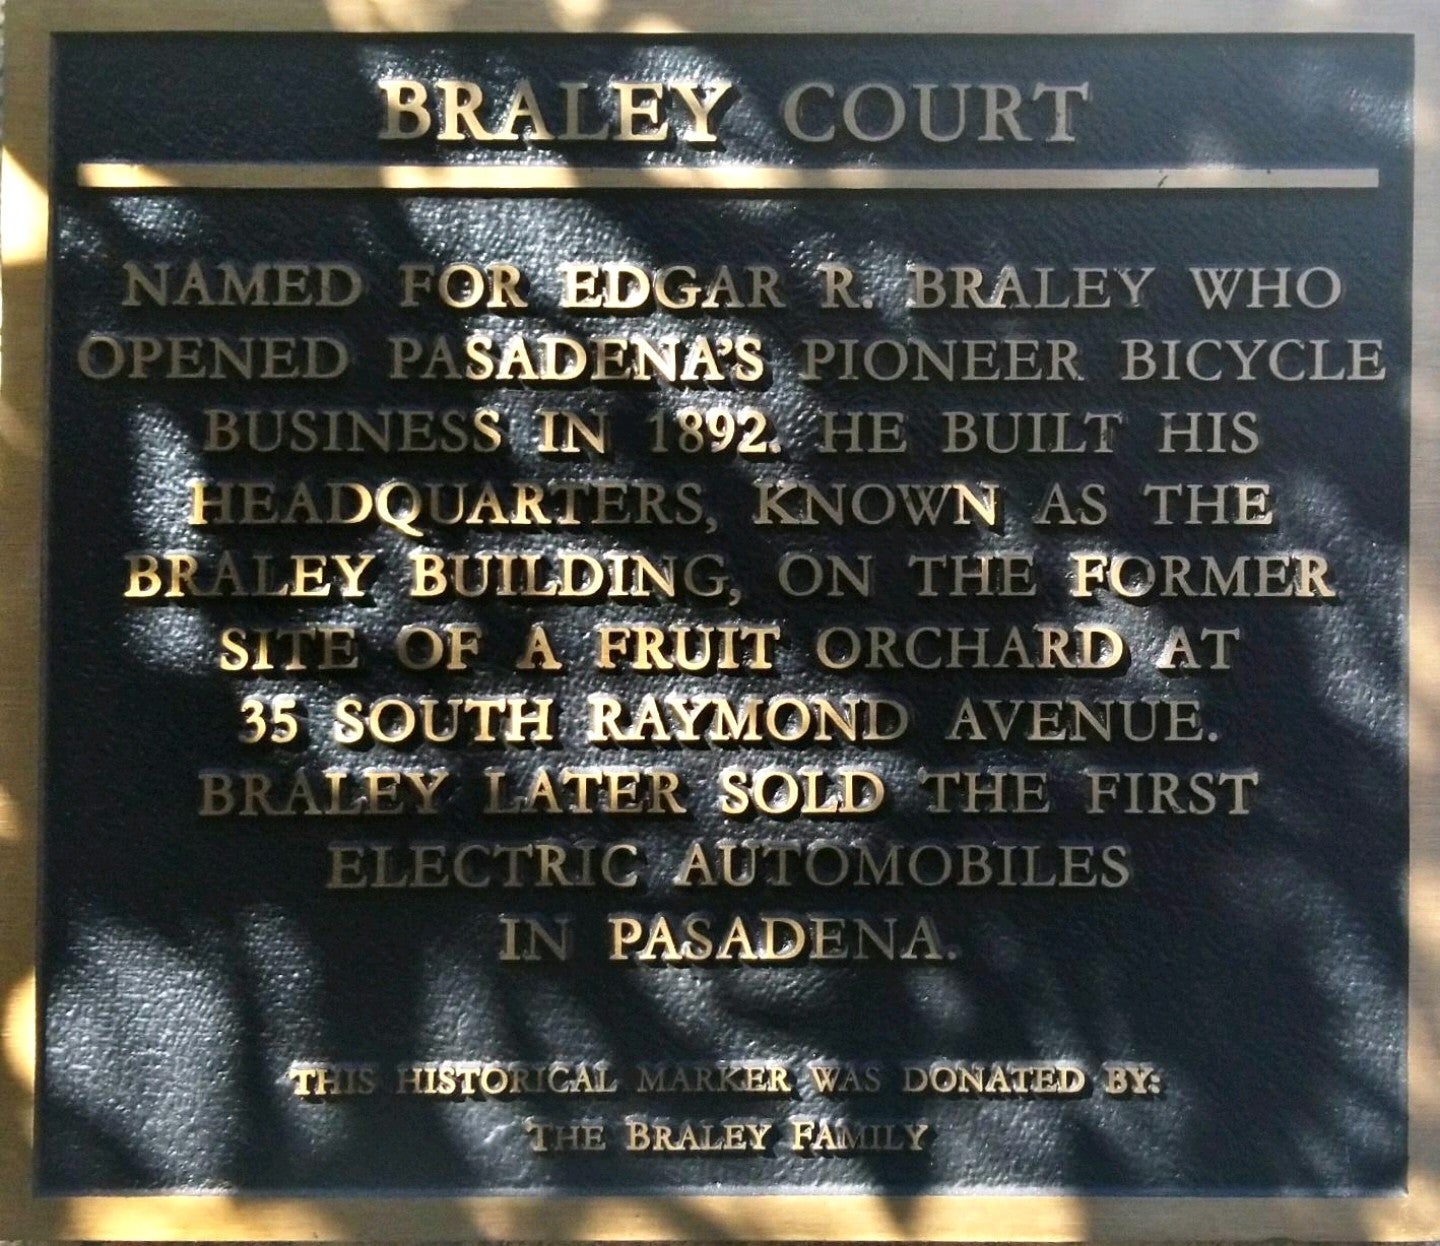 BRALEY COURT
NAMED FOR EDGAR R. BRALEY WHO
OPENED PASADENA'S PIONEER BICYCLE
BUSINESS IN 1892. HE BUILT HIS
HEADQUARTERS, KNOWN AS THE
BRALEY BUILDING, ON THE FORMER
SITE OF A FRUIT ORCHARD AT
35 SOUTH RAYMOND AVENUE.
BRALEY LATER SOLD THE FIRST
ELECTRIC AUTOMOBILES
IN PASADENA.
THIS HISTORICAL MARKER WAS DONATED BY:
THE BRALEY FAMILY